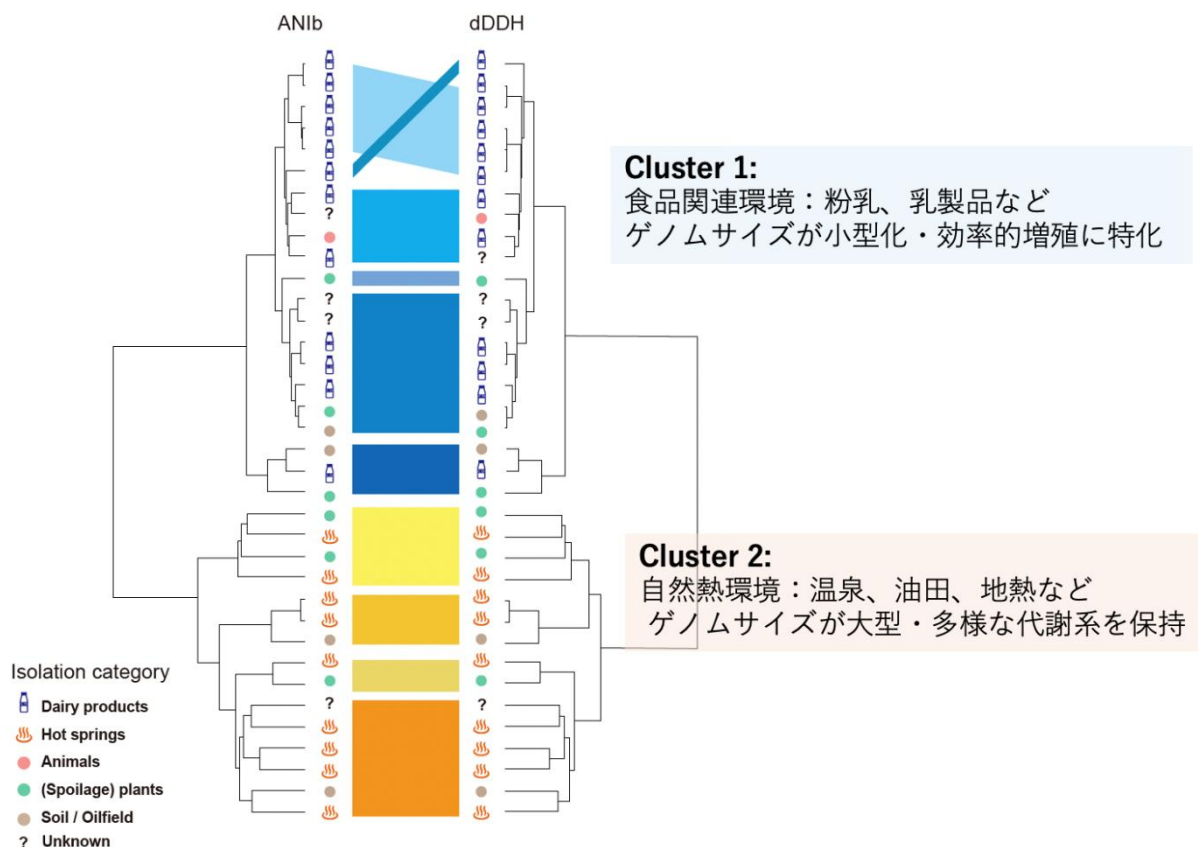 ANIb
dDDH
?
?
?
?
?
?
?
?
Cluster 1:
食品関連環境：粉乳、乳製品など
ゲノムサイズが小型化・効率的増殖に特化
Cluster 2:
自然熱環境：温泉、油田、地熱など
ゲノムサイズが大型・多様な代謝系を保持
Isolation category
Dairy products
Hot springs
Animals
(Spoilage) plants
Soil / Oilfield
? Unknown